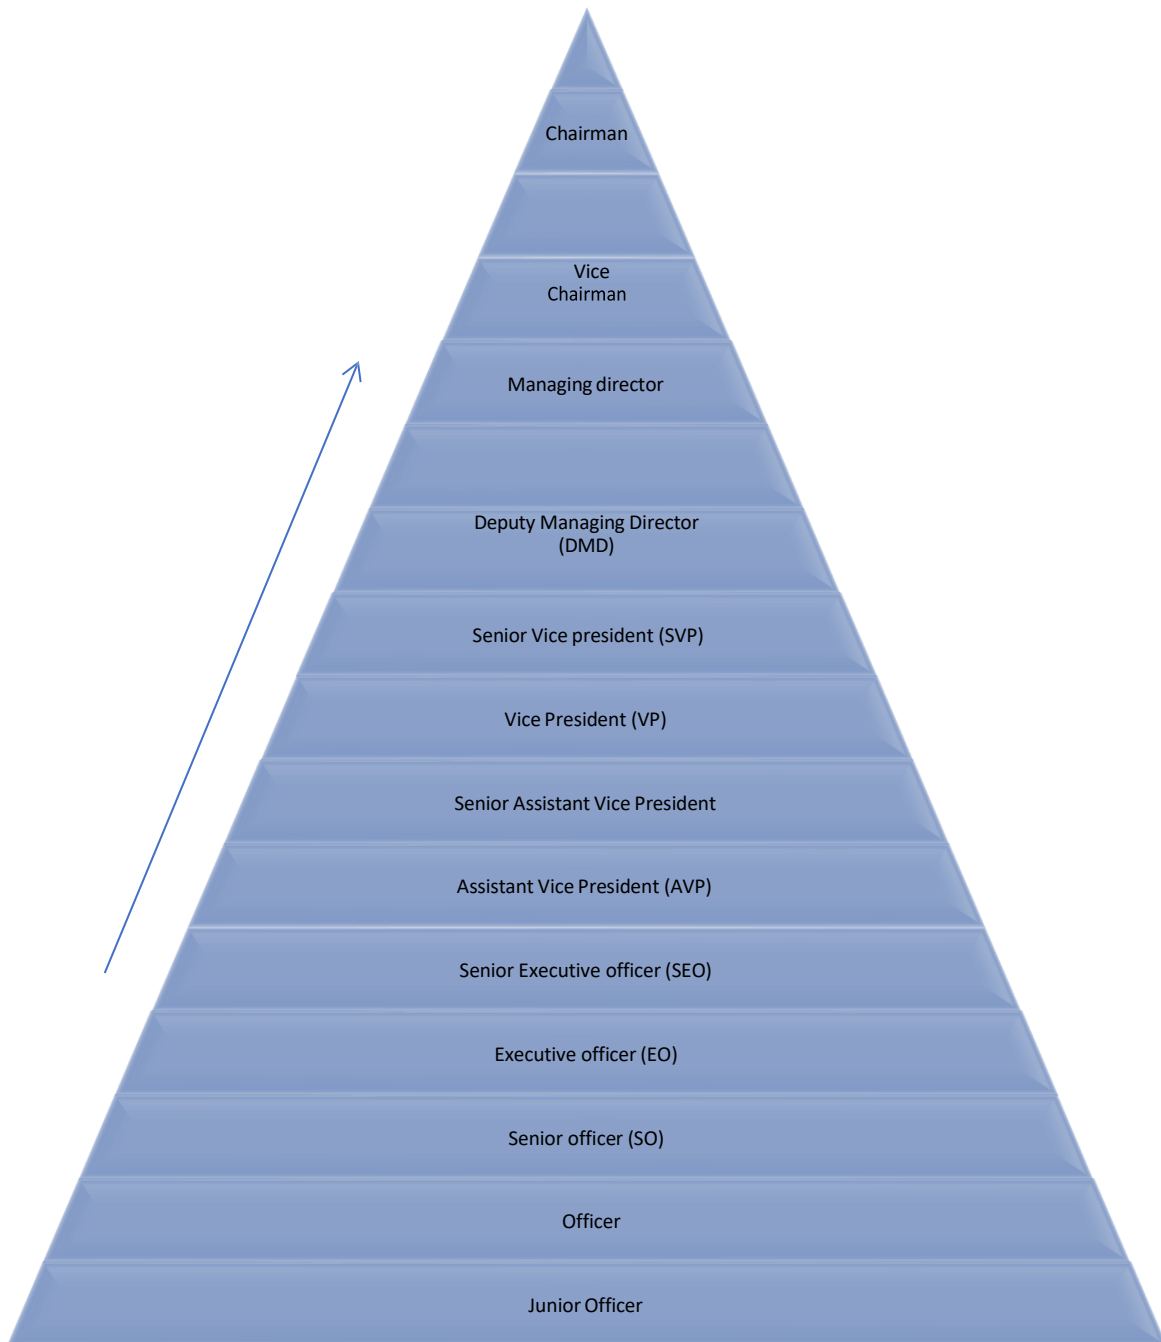 Chairman
Vice
Chairman
Managing director
Deputy Managing Director
(DMD)
Senior Vice president (SVP)
Vice President (VP)
Senior Assistant Vice President
Assistant Vice President (AVP)
Senior Executive officer (SEO)
Executive officer (EO)
Senior officer (SO)
Officer
Junior Officer